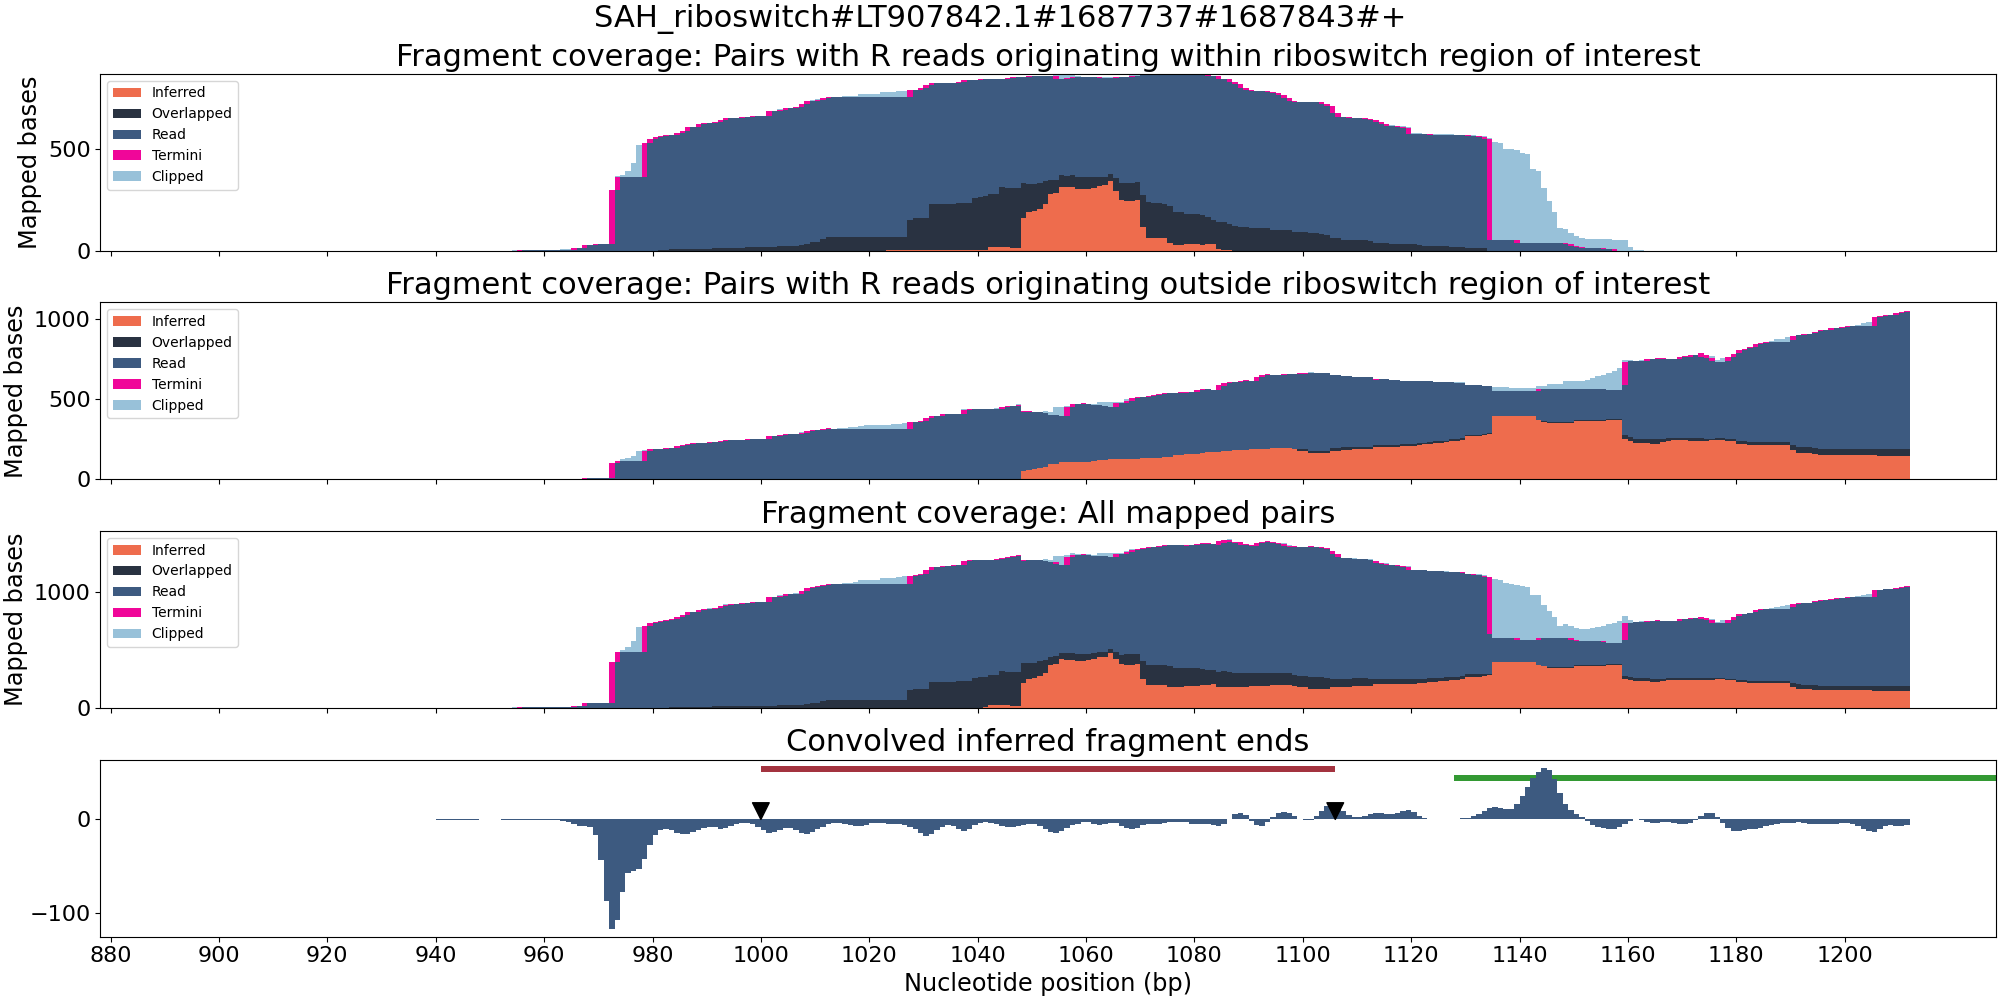 SAH_riboswitch#LT907842.1#1687737#1687843#+
Fragment coverage: Pairs with R reads originating within riboswitch region of interest
Mapped bases
500
0
Inferred
Overlapped
Read
Termini
Clipped
Fragment coverage: Pairs with R reads originating outside riboswitch region of interest
Mapped bases
1000
500
0
Inferred
Overlapped
Read
Termini
Clipped
Fragment coverage: All mapped pairs
Mapped bases
1000
0
Inferred
Overlapped
Read
Termini
Clipped
Convolved inferred fragment ends
0
−100
880 900 920 940 960 980 1000 1020 1040 1060 1080 1100 1120 1140 1160 1180 1200
Nucleotide position (bp)